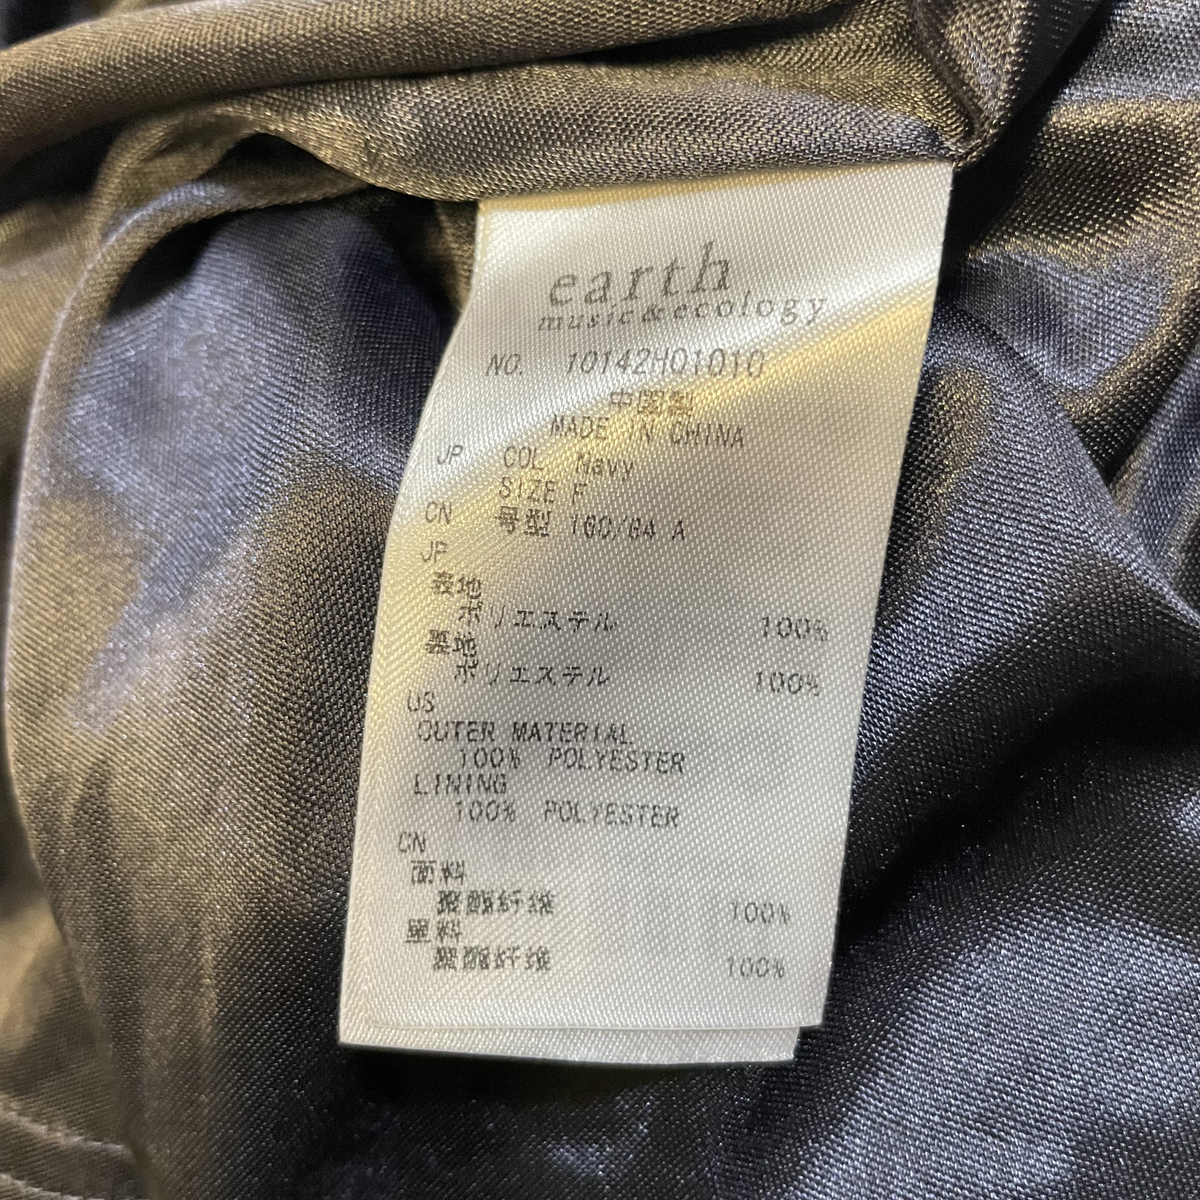 earth
music&ecology
NO. 10142H01010
中国製
MADE IN CHINA
JP COL Navy
SIZE F
CN 号型 160/84 A
JP
表地
ポリエステル 100%
裏地
ポリエステル 100%
US
OUTER MATERIAL
100% POLYESTER
LINING
100% POLYESTER
CN
面料
聚酯纤维 100%
里料
聚酯纤维 100%